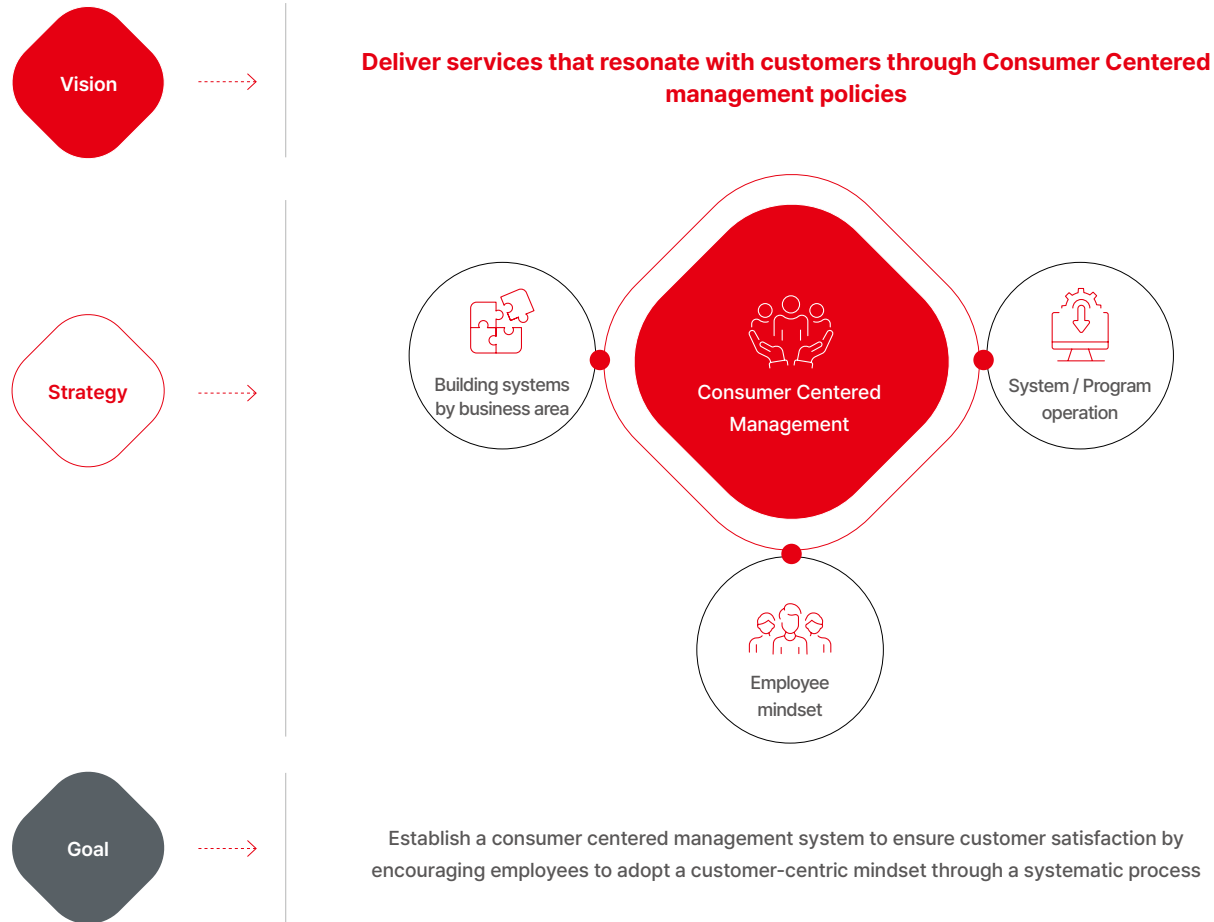 Vision
Deliver services that resonate with customers through Consumer Centered
management policies
Strategy
Building systems
by business area
Consumer Centered
Management
System / Program
operation
Employee
mindset
Goal
Establish a consumer centered management system to ensure customer satisfaction by
encouraging employees to adopt a customer-centric mindset through a systematic process